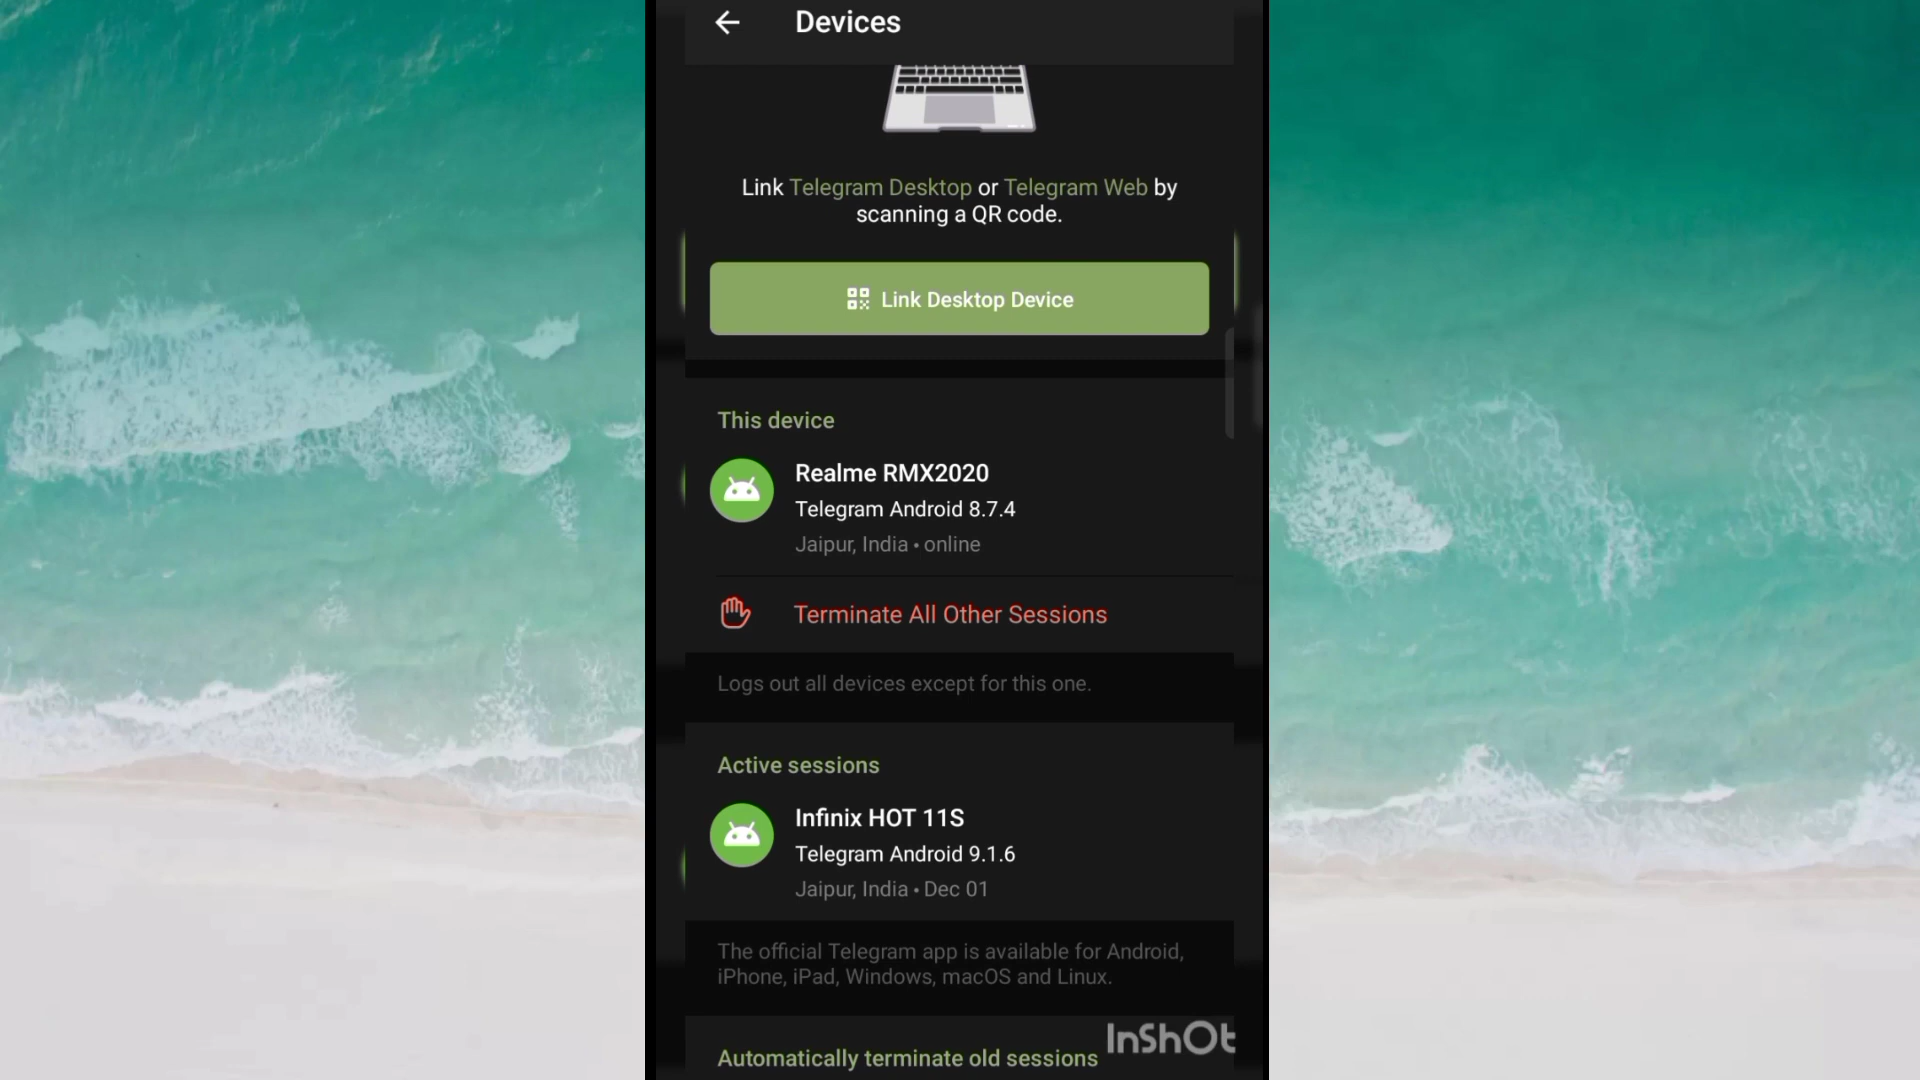 Devices
Link Telegram Desktop or Telegram Web by
scanning a QR code.
Link Desktop Device
This device
Realme RMX2020
Telegram Android 8.7.4
Jaipur, India • online
Terminate All Other Sessions
Logs out all devices except for this one.
Active sessions
Infinix HOT 11S
Telegram Android 9.1.6
Jaipur, India • Dec 01
The official Telegram app is available for Android,
iPhone, iPad, Windows, macOS and Linux.
Automatically terminate old sessions
InShOt